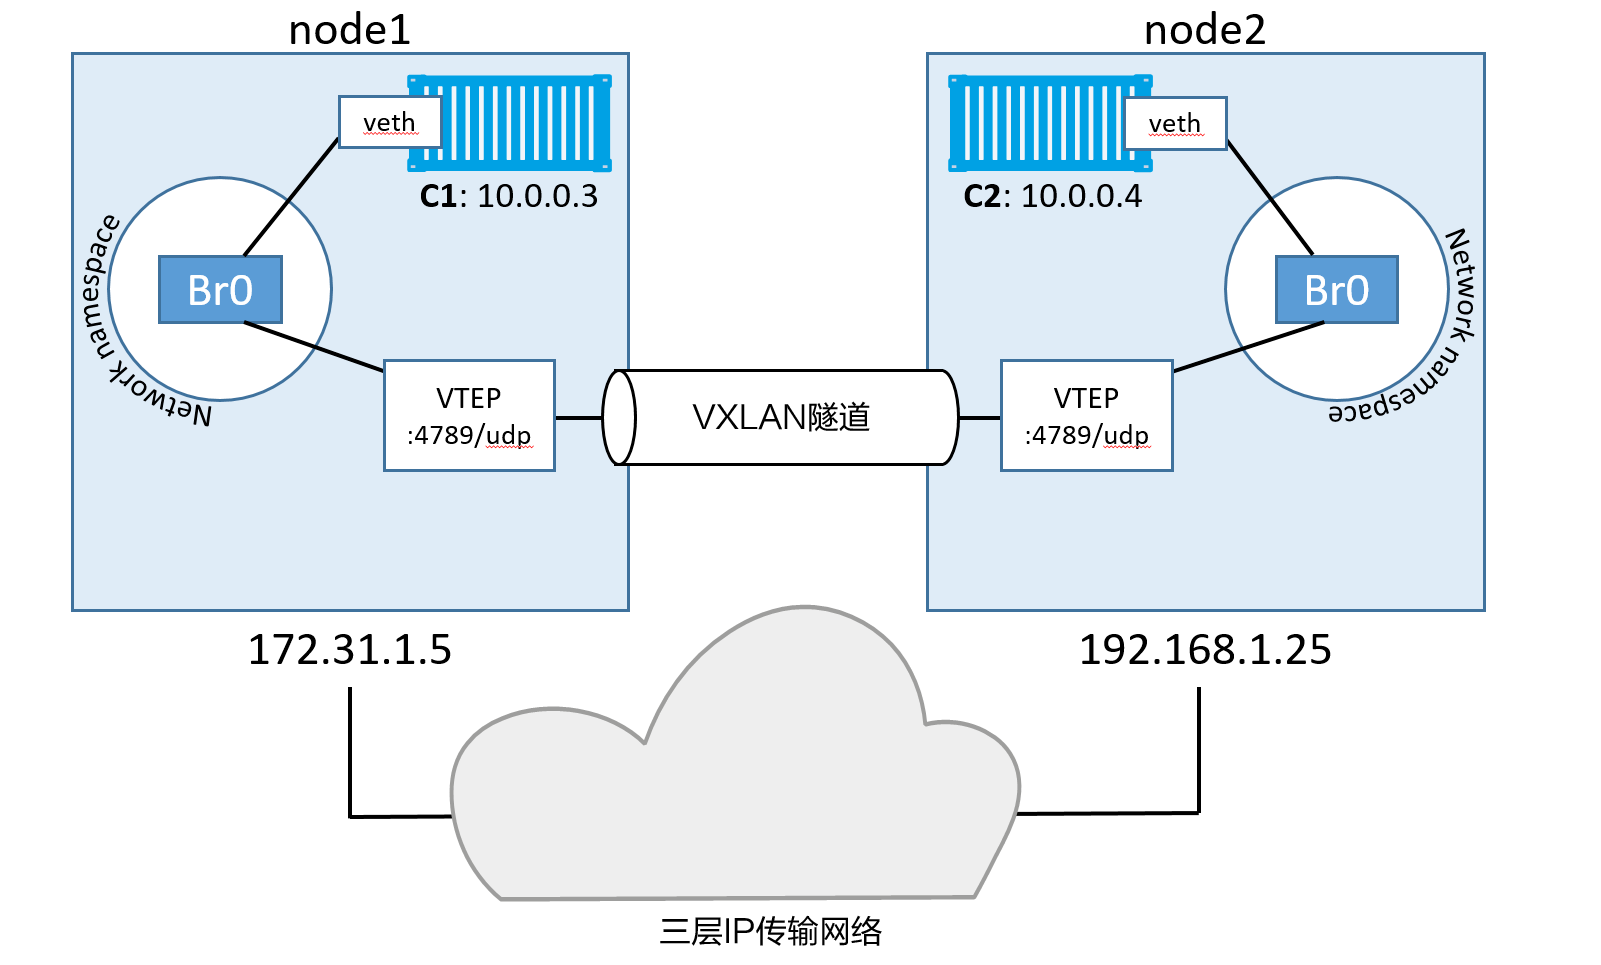 node1
node2
veth
veth
C1: 10.0.0.3
C2: 10.0.0.4
Network namespace
Network namespace
Br0
Br0
VTEP
:4789/udp
VXLAN隧道
VTEP
:4789/udp
172.31.1.5
192.168.1.25
三层IP传输网络